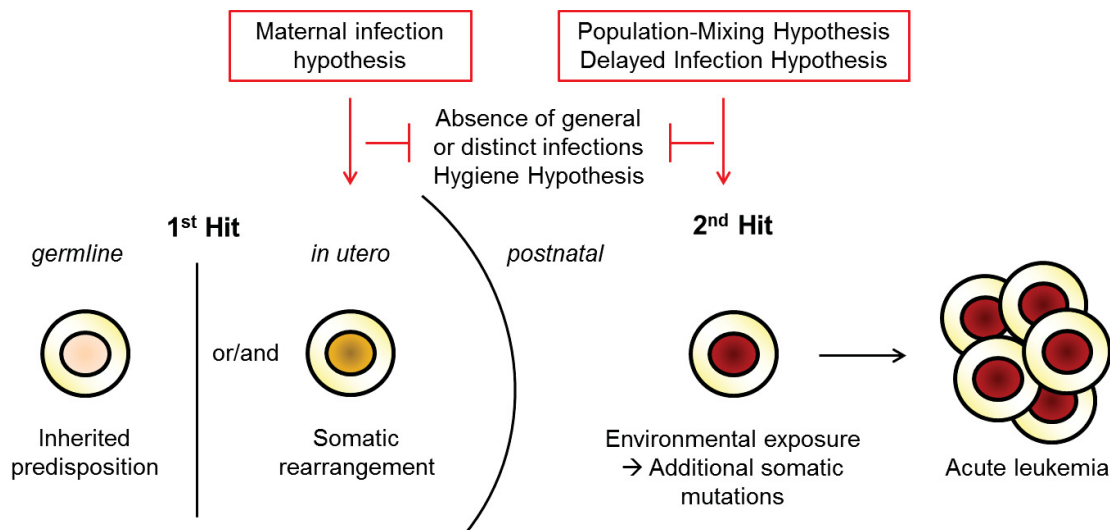 Maternal infection
hypothesis
Population-Mixing Hypothesis
Delayed Infection Hypothesis
Absence of general
or distinct infections
Hygiene Hypothesis
1st Hit
2nd Hit
germline
in utero
postnatal
or/and
Inherited
predisposition
Somatic
rearrangement
Environmental exposure
→ Additional somatic
mutations
Acute leukemia